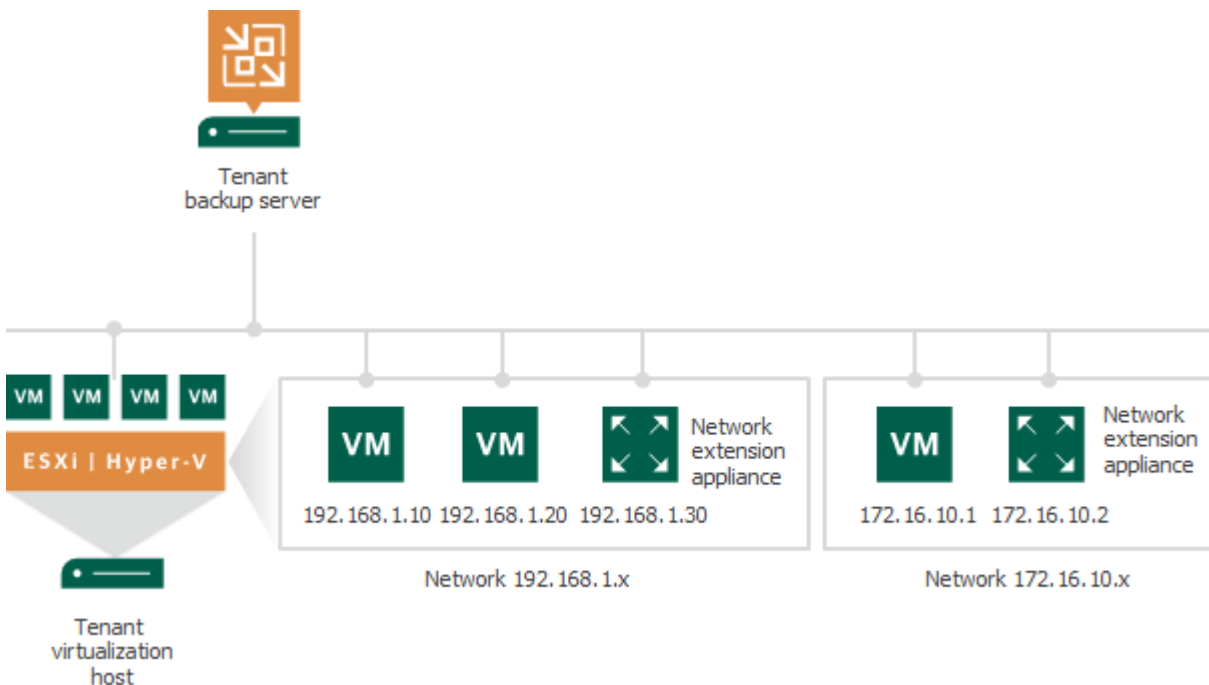 Tenant
backup server
VM VM VM VM
ESXi | Hyper-V
Tenant
virtualization
host
VM VM
Network
extension
appliance
192.168.1.10 192.168.1.20 192.168.1.30
Network 192.168.1.x
VM
Network
extension
appliance
172.16.10.1 172.16.10.2
Network 172.16.10.x